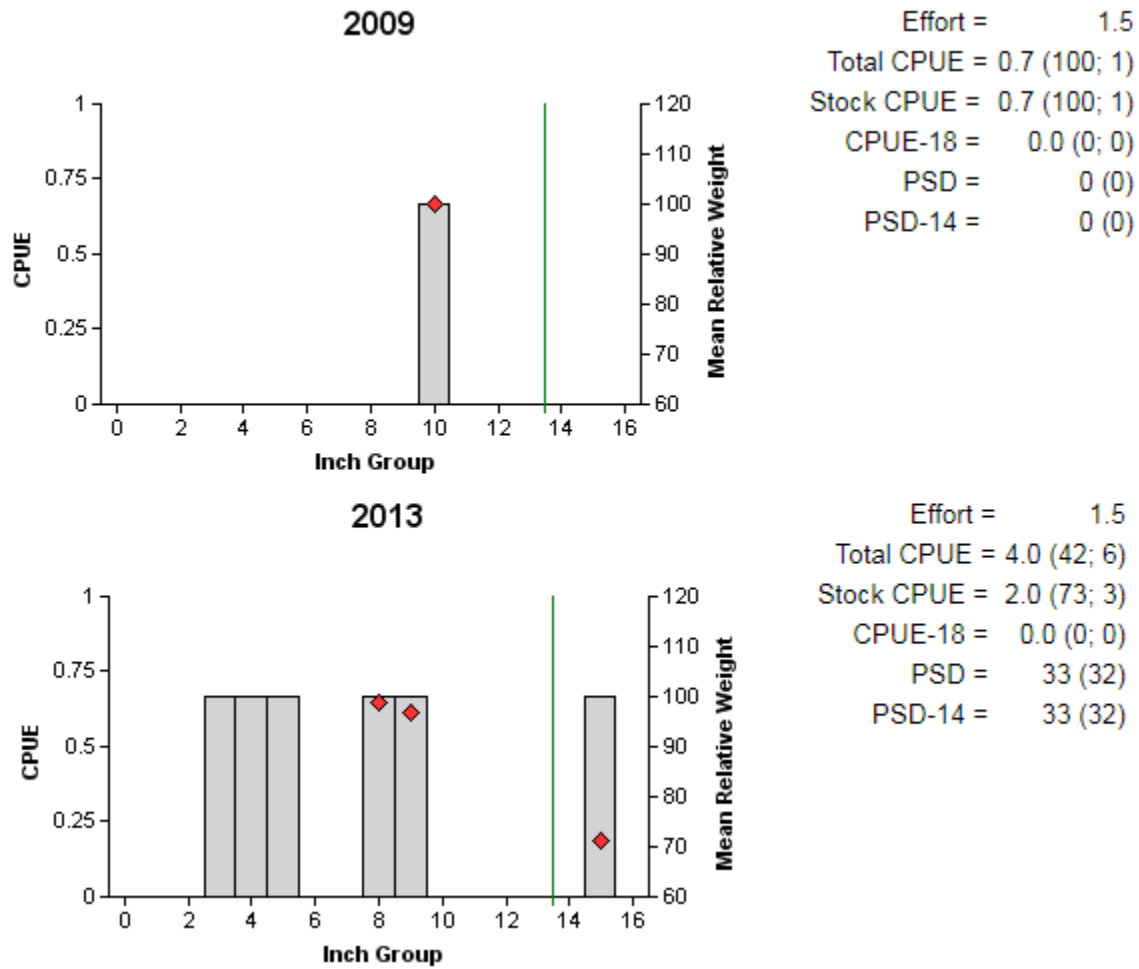 2009
Effort = 1.5
Total CPUE = 0.7 (100; 1)
Stock CPUE = 0.7 (100; 1)
CPUE-18 = 0.0 (0; 0)
PSD = 0 (0)
PSD-14 = 0 (0)
CPUE
1
0.75
0.5
0.25
0
Mean Relative Weight
120
110
100
90
80
70
60
0 2 4 6 8 10 12 14 16
Inch Group
2013
Effort = 1.5
Total CPUE = 4.0 (42; 6)
Stock CPUE = 2.0 (73; 3)
CPUE-18 = 0.0 (0; 0)
PSD = 33 (32)
PSD-14 = 33 (32)
CPUE
1
0.75
0.5
0.25
0
Mean Relative Weight
120
110
100
90
80
70
60
0 2 4 6 8 10 12 14 16
Inch Group